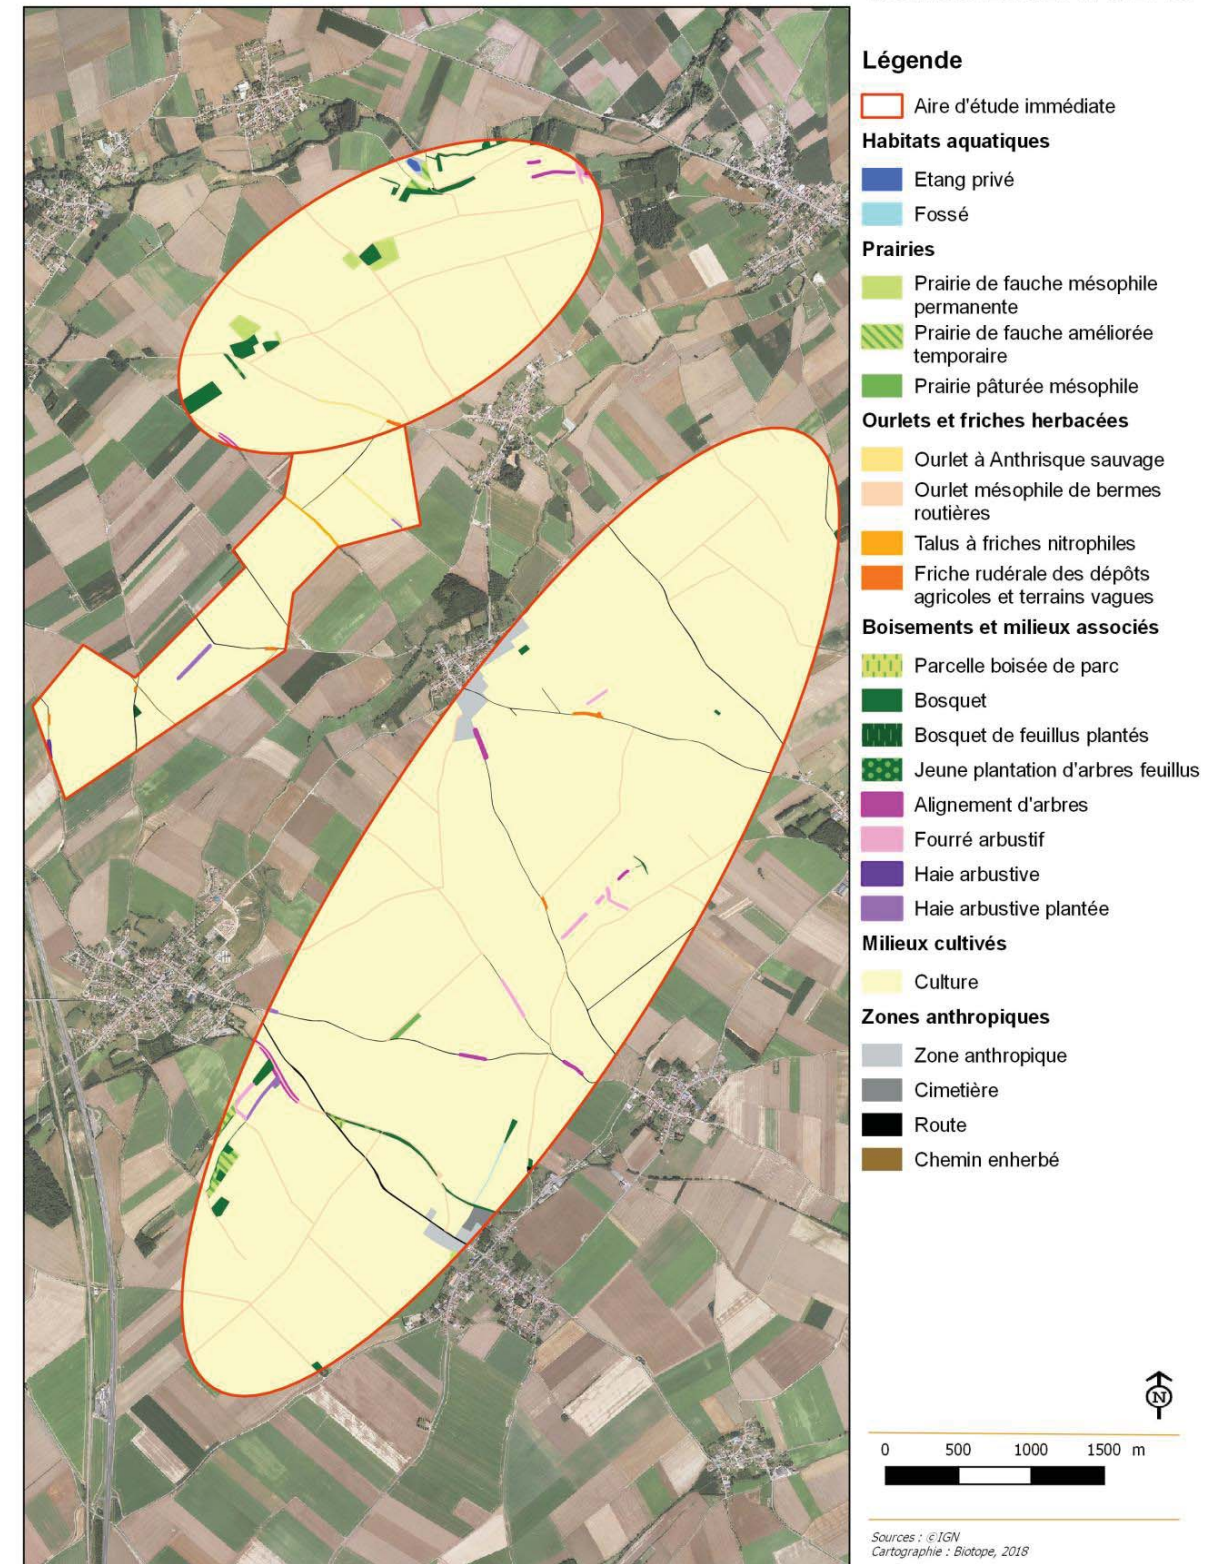 Légende
Aire d'étude immédiate
Habitats aquatiques
Etang privé
Fossé
Prairies
Prairie de fauche mésophile
permanente
Prairie de fauche améliorée
temporaire
Prairie pâturée mésophile
Ourlets et friches herbacées
Ourlet à Anthrisque sauvage
Ourlet mésophile de bermes
routières
Talus à friches nitrophiles
Friche rudérale des dépôts
agricoles et terrains vagues
Boisements et milieux associés
Parcelle boisée de parc
Bosquet
Bosquet de feuillus plantés
Jeune plantation d'arbres feuillus
Alignement d'arbres
Fourré arbustif
Haie arbustive
Haie arbustive plantée
Milieux cultivés
Culture
Zones anthropiques
Zone anthropique
Cimetière
Route
Chemin enherbé
N
0 500 1000 1500 m
Sources : ©IGN
Cartographie : Biotope, 2018